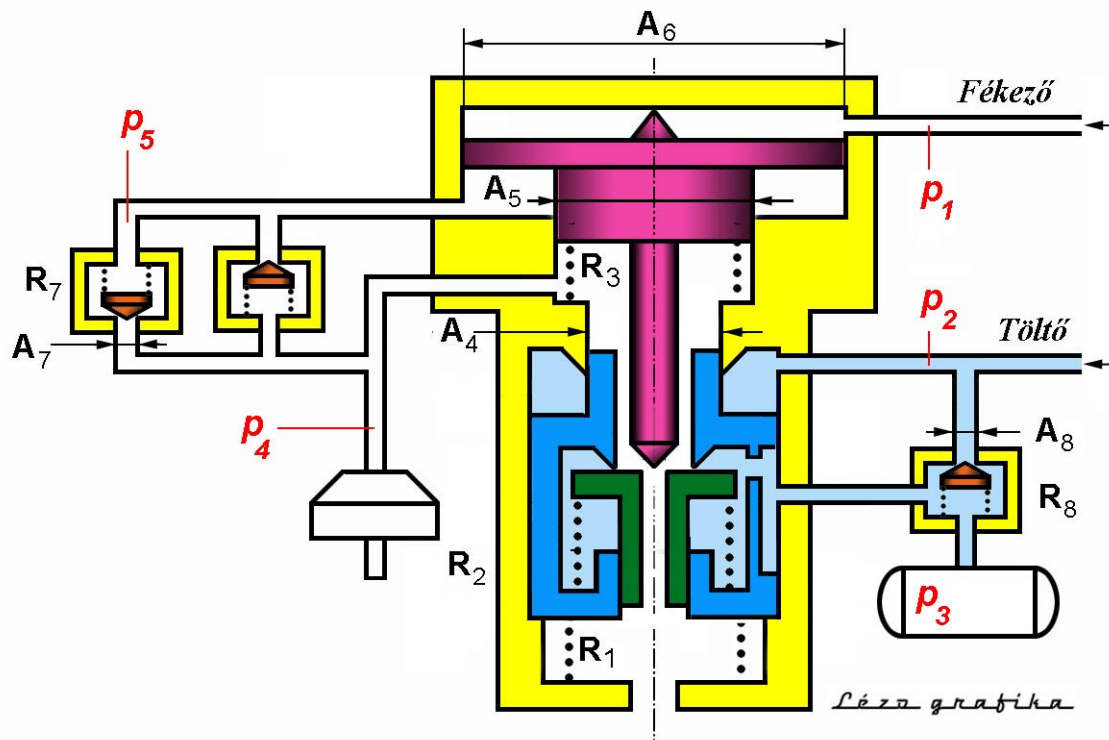 A6
Fékező
p5
p1
A5
R7
R3
p2
A7
A4
Töltő
p4
A8
R8
R2
p3
R1
Lézo grafika